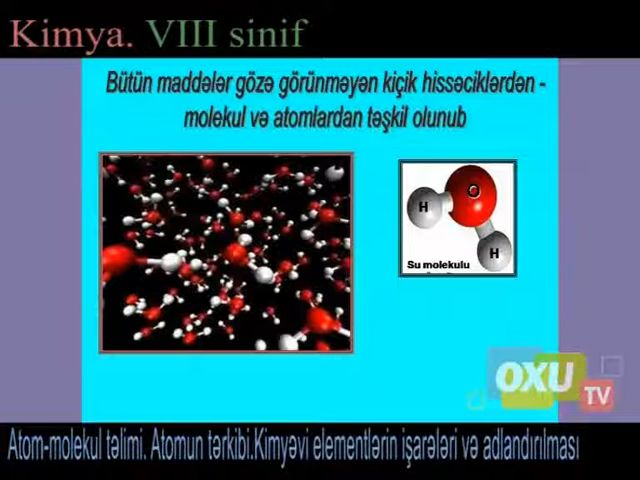 Kimya. VIII sinif
Bütün maddələr gözə görünməyən kiçik hissəciklərdən -
molekul və atomlardan təşkil olunub
O
H
H
Su molekulu
OXU
TV
Atom-molekul təlimi. Atomun tərkibi.Kimyəvi elementlərin işarələri və adlandırılması